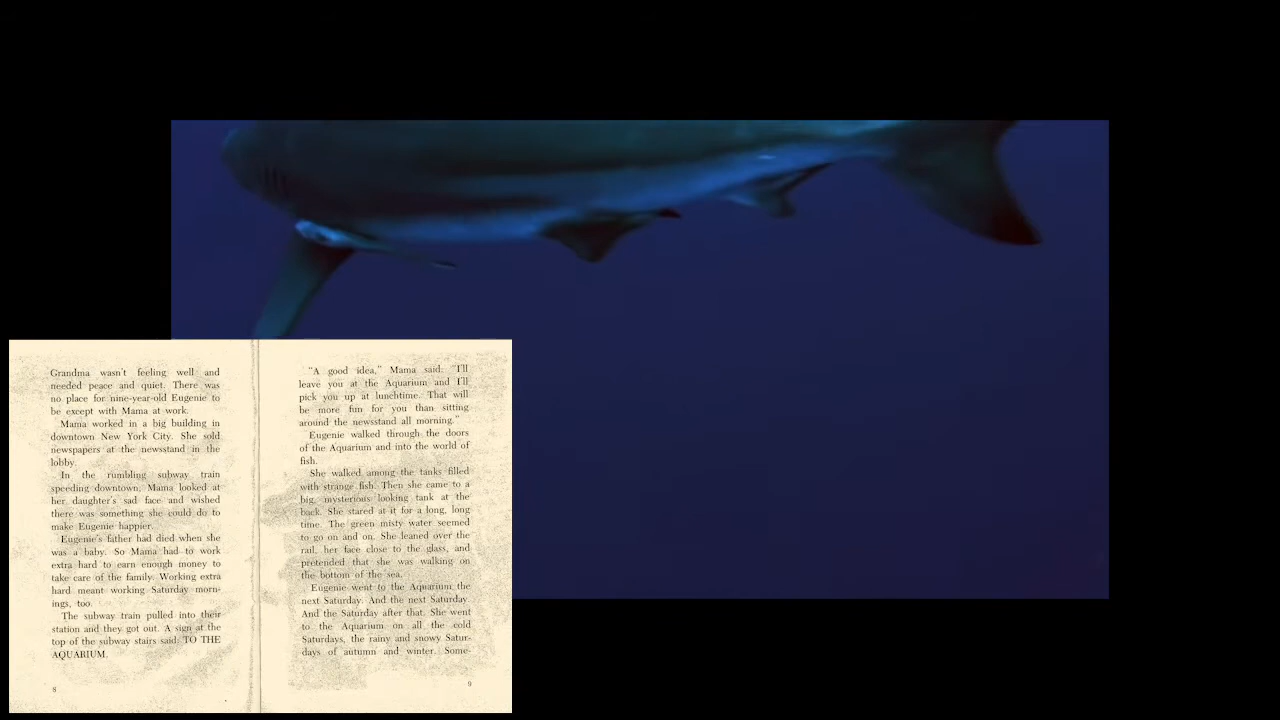 Grandma wasn't feeling well and
needed peace and quiet. There was
no place for nine-year-old Eugenie to
be except with Mama at work.
Mama worked in a big building in
downtown New York City. She sold
newspapers at the newsstand in the
lobby.
In the rumbling subway train
speeding downtown, Mama looked at
her daughter's sad face and wished
there was something she could do to
make Eugenie happier.
Eugenie's father had died when she
was a baby. So Mama had to work
extra hard to earn enough money to
take care of the family. Working extra
hard meant working Saturday morn-
ings, too.
The subway train pulled into their
station and they got out. A sign at the
top of the subway stairs said: TO THE
AQUARIUM.
8
"A good idea," Mama said. "I'll
leave you at the Aquarium and I'll
pick you up at lunchtime. That will
be more fun for you than sitting
around the newsstand all morning."
Eugenie walked through the doors
of the Aquarium and into the world of
fish.
She walked among the tanks filled
with strange fish. Then she came to a
big, mysterious looking tank at the
back. She stared at it for a long, long
time. The green misty water seemed
to go on and on. She leaned over the
rail, her face close to the glass, and
pretended that she was walking on
the bottom of the sea.
Eugenie went to the Aquarium the
next Saturday. And the next Saturday.
And the Saturday after that. She went
to the Aquarium on all the cold
Saturdays, the rainy and snowy Satur-
days of autumn and winter. Some-
9